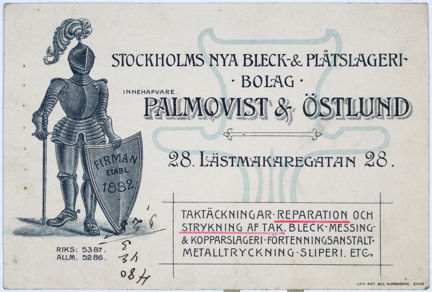 STOCKHOLMS NYA BLECK- & PLÅTSLAGERI-
· BOLAG ·
INNEHAFVARE
PALMQVIST & ÖSTLUND
28. LÄSTMAKAREGATAN 28.
FIRMAN
ETABL.
1882
TAKTÄCKNINGAR · REPARATION OCH
STRYKNING AF TAK. BLECK- MESSING-
& KOPPARSLAGERI · FÖRTENNINGSANSTALT ·
METALLTRYCKNING · SLIPERI. ETC.
RIKS: 5387.
ALLM. 5286.